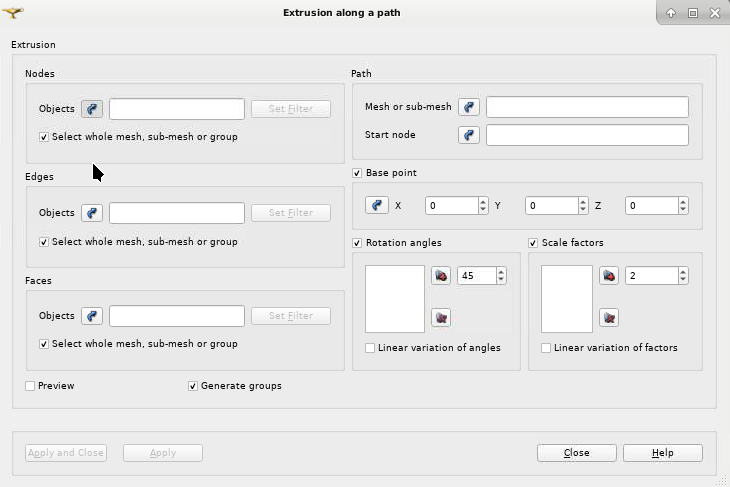 Extrusion along a path
Extrusion
Nodes
Objects Set Filter
Select whole mesh, sub-mesh or group
Edges
Objects Set Filter
Select whole mesh, sub-mesh or group
Faces
Objects Set Filter
Select whole mesh, sub-mesh or group
Path
Mesh or sub-mesh
Start node
Base point
X 0 Y 0 Z 0
Rotation angles
45
Linear variation of angles
Scale factors
2
Linear variation of factors
Preview Generate groups
Apply and Close Apply Close Help